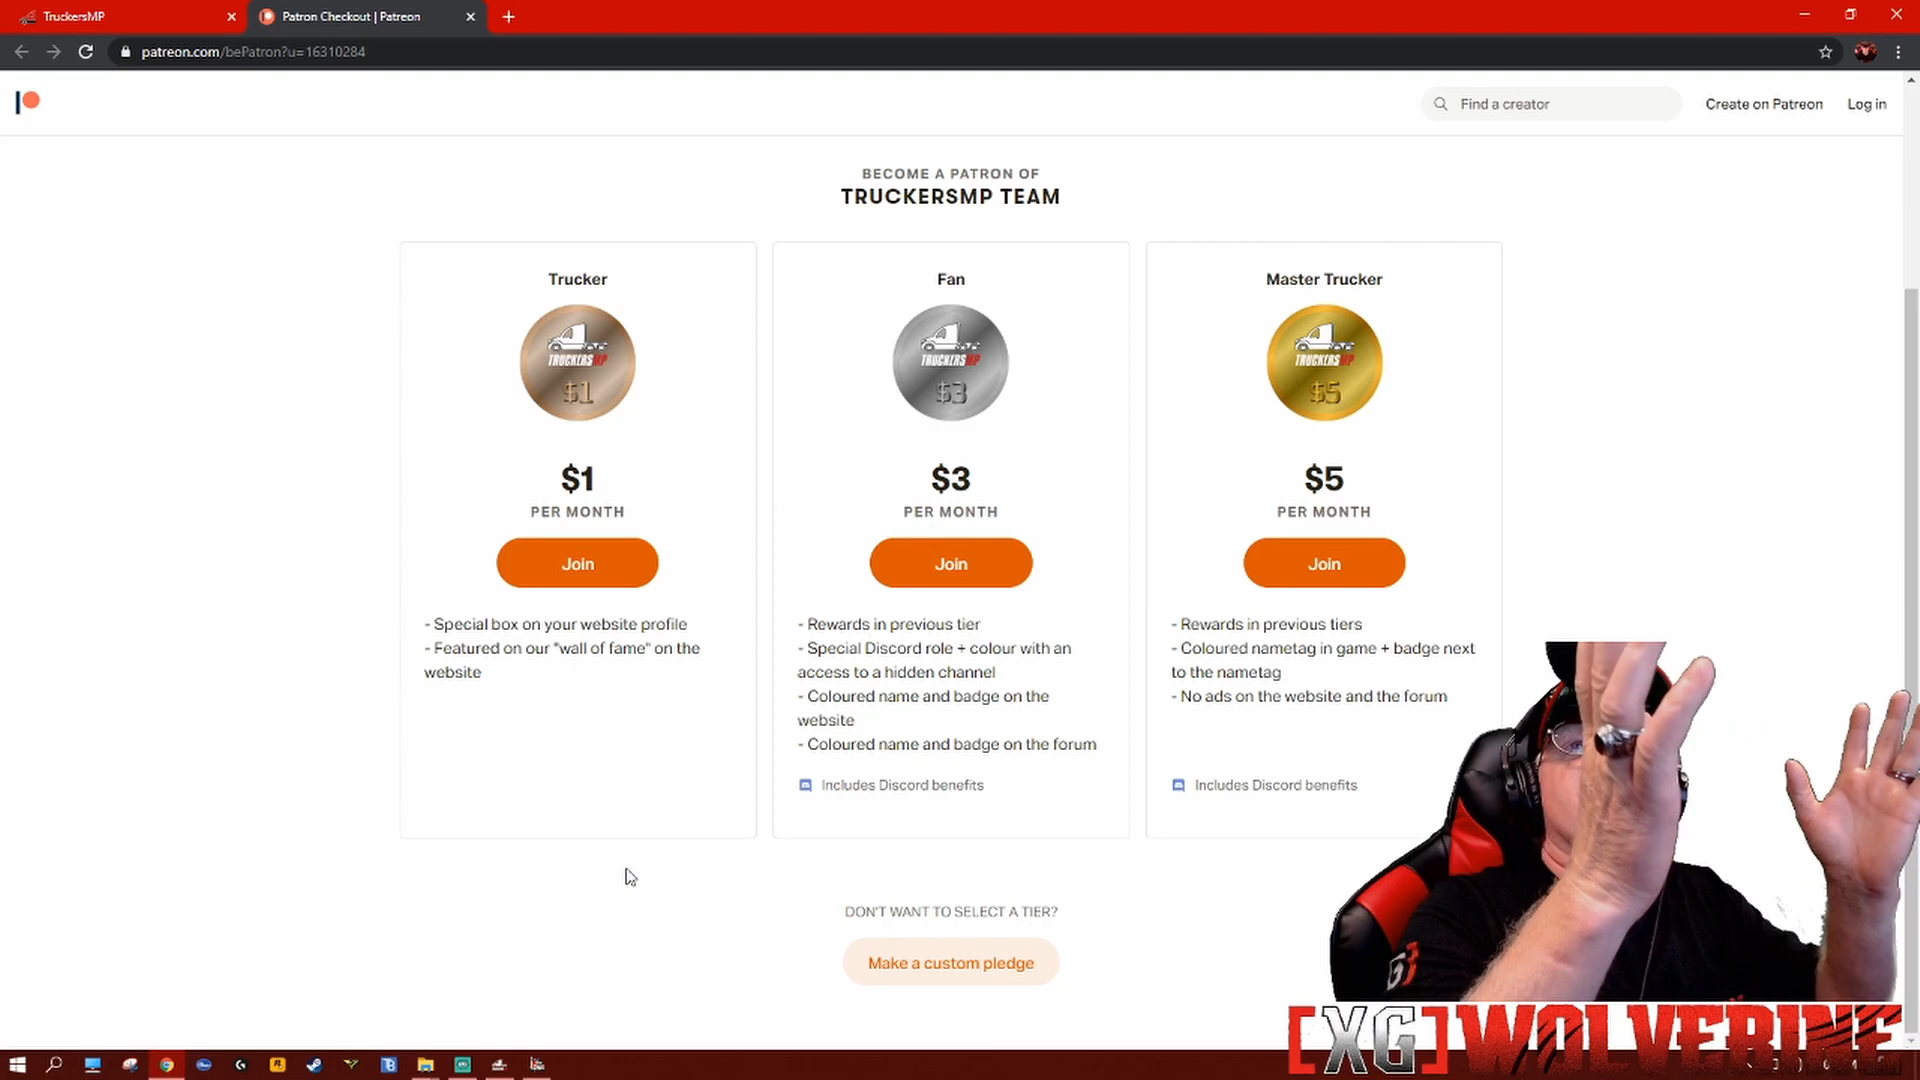 TruckersMP
Patron Checkout | Patreon
patreon.com/bePatron?u=16310284
Find a creator
Create on Patreon
Log in
BECOME A PATRON OF
TRUCKERSMP TEAM
Trucker
TRUCKERSMP
$1
$1
PER MONTH
Join
- Special box on your website profile
- Featured on our "wall of fame" on the
website
Fan
TRUCKERSMP
$3
$3
PER MONTH
Join
- Rewards in previous tier
- Special Discord role + colour with an
access to a hidden channel
- Coloured name and badge on the
website
- Coloured name and badge on the forum
Includes Discord benefits
Master Trucker
TRUCKERSMP
$5
$5
PER MONTH
Join
- Rewards in previous tiers
- Coloured nametag in game + badge next
to the nametag
- No ads on the website and the forum
Includes Discord benefits
DON'T WANT TO SELECT A TIER?
Make a custom pledge
[XG]WOLVERINE